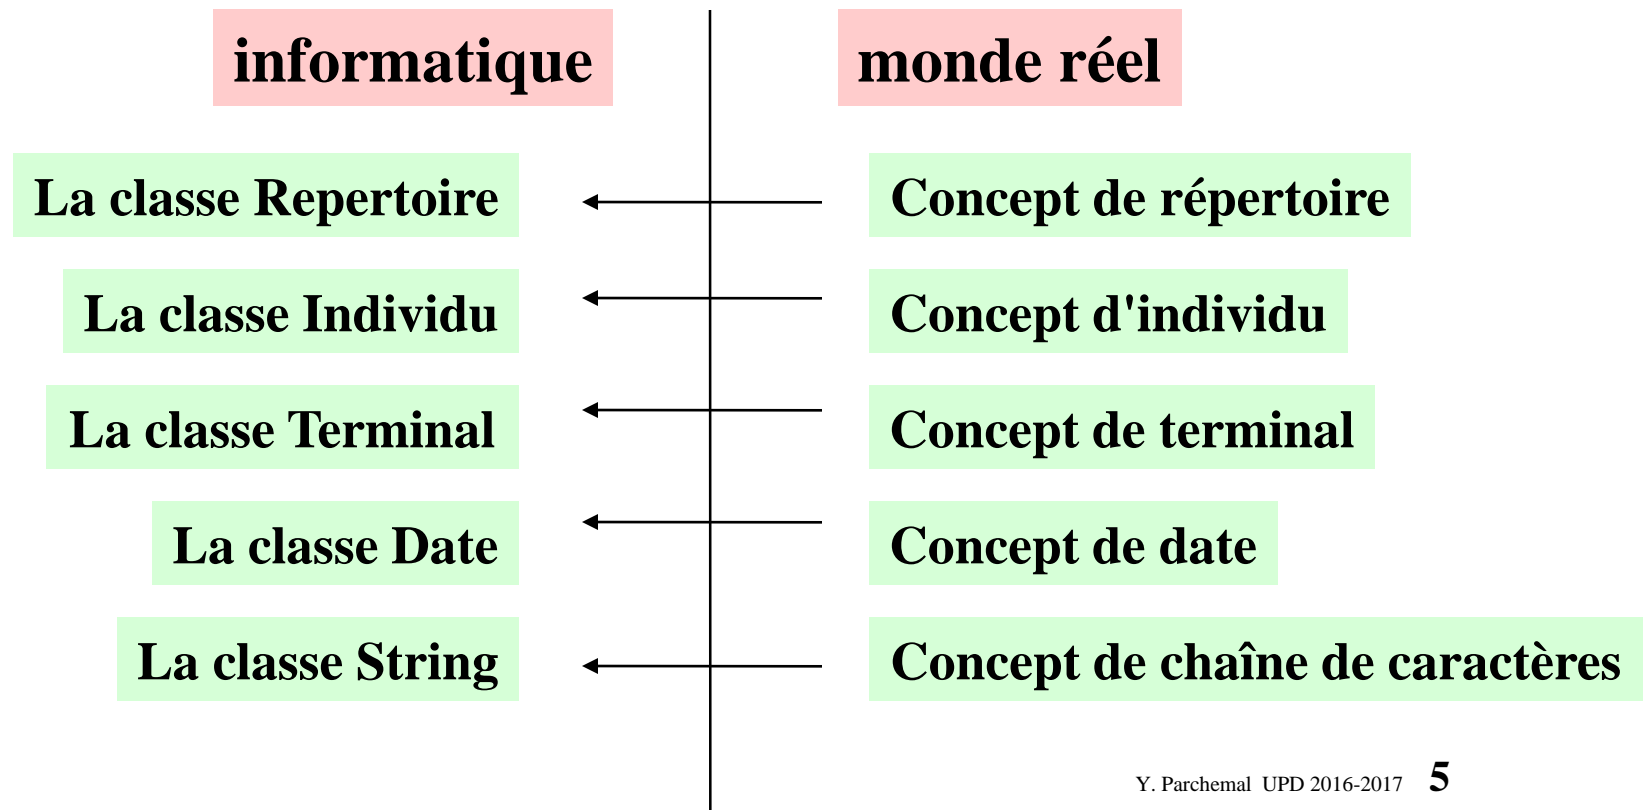 informatique monde réel
La classe Repertoire Concept de répertoire
La classe Individu Concept d'individu
La classe Terminal Concept de terminal
La classe Date Concept de date
La classe String Concept de chaîne de caractères
Y. Parchemal UPD 2016-2017 5